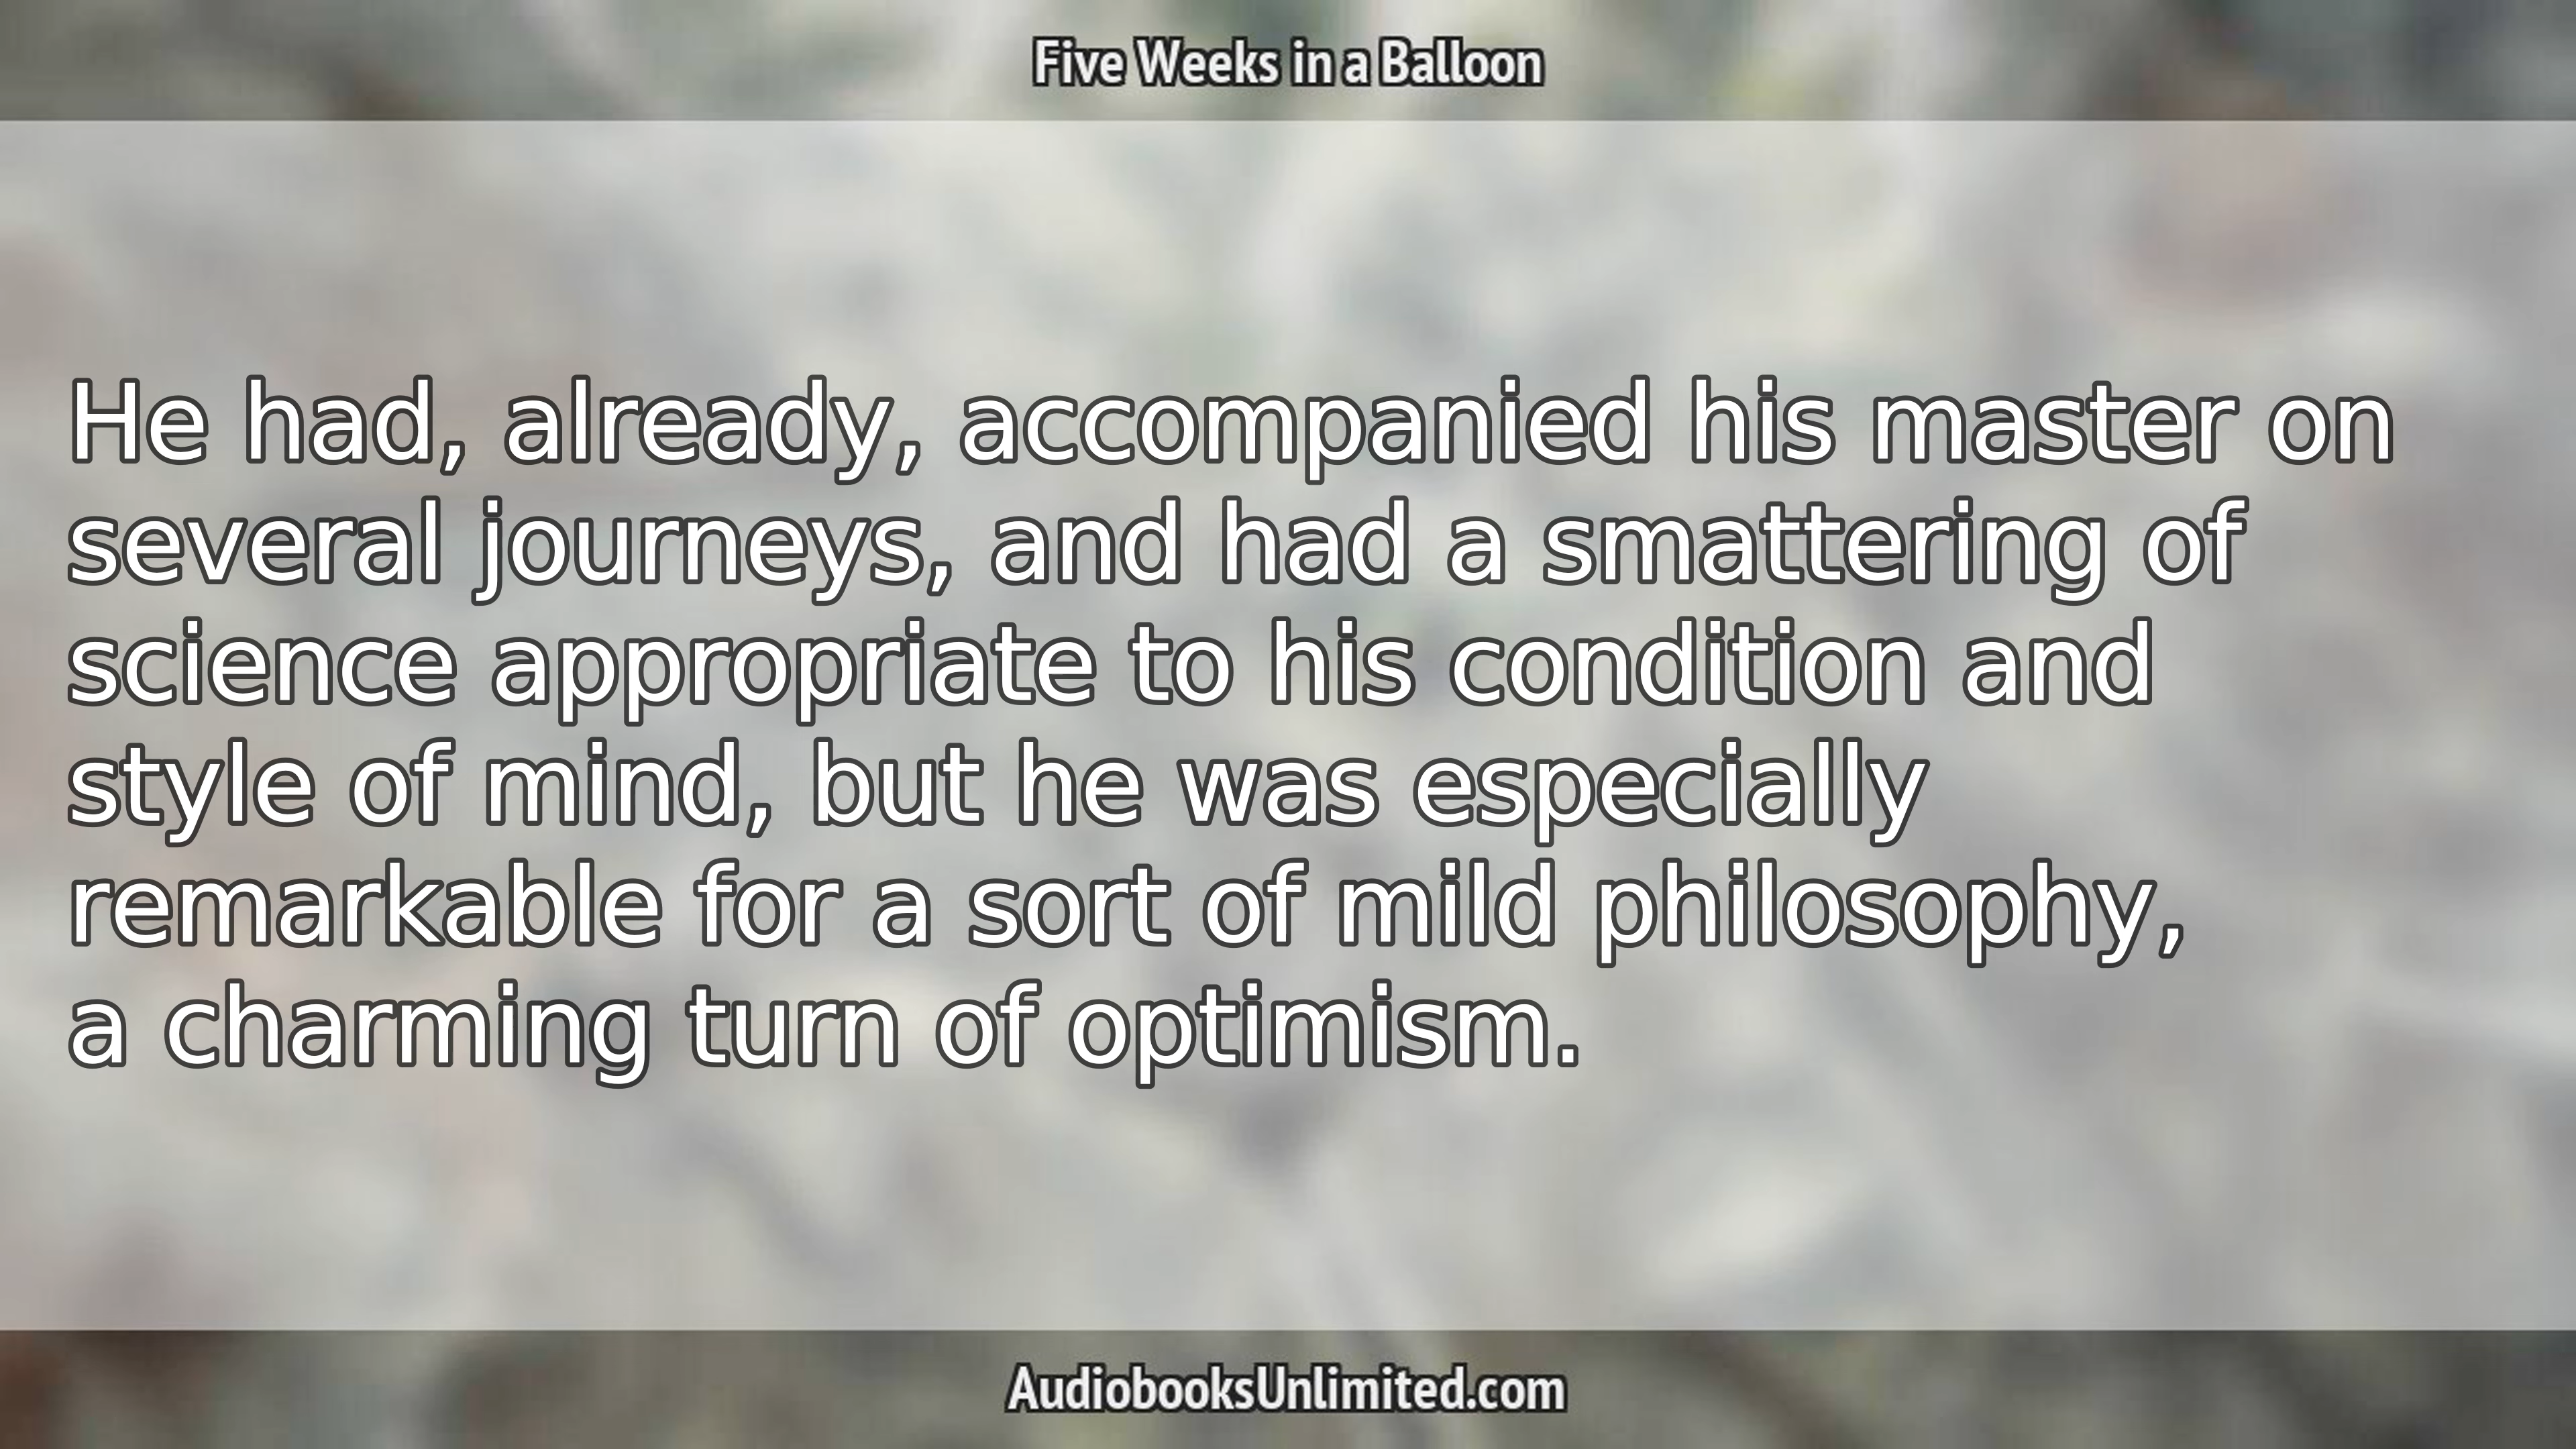 Five Weeks in a Balloon
He had, already, accompanied his master on
several journeys, and had a smattering of
science appropriate to his condition and
style of mind, but he was especially
remarkable for a sort of mild philosophy,
a charming turn of optimism.
AudiobooksUnlimited.com